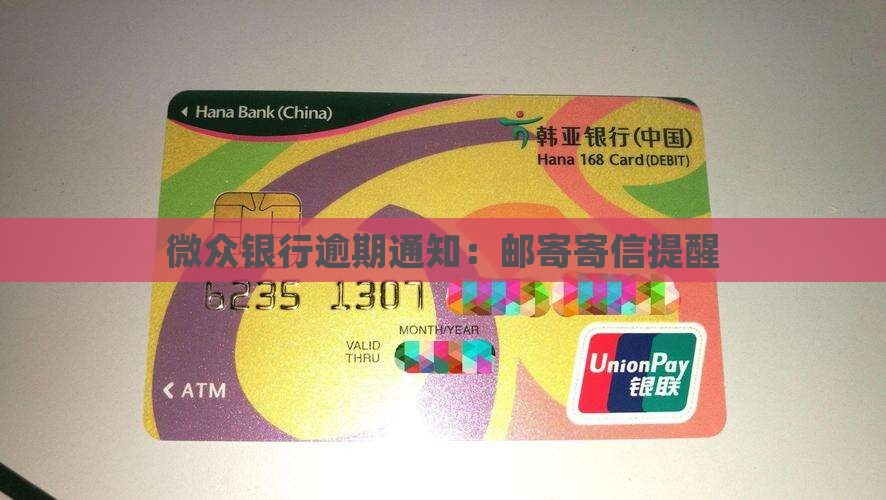 Hana Bank (China)
韩亚银行(中国)
Hana 168 Card(DEBIT)
微众银行逾期通知：邮寄寄信提醒
6235 1307
MONTH/YEAR
VALID
THRU
UnionPay
银联
ATM